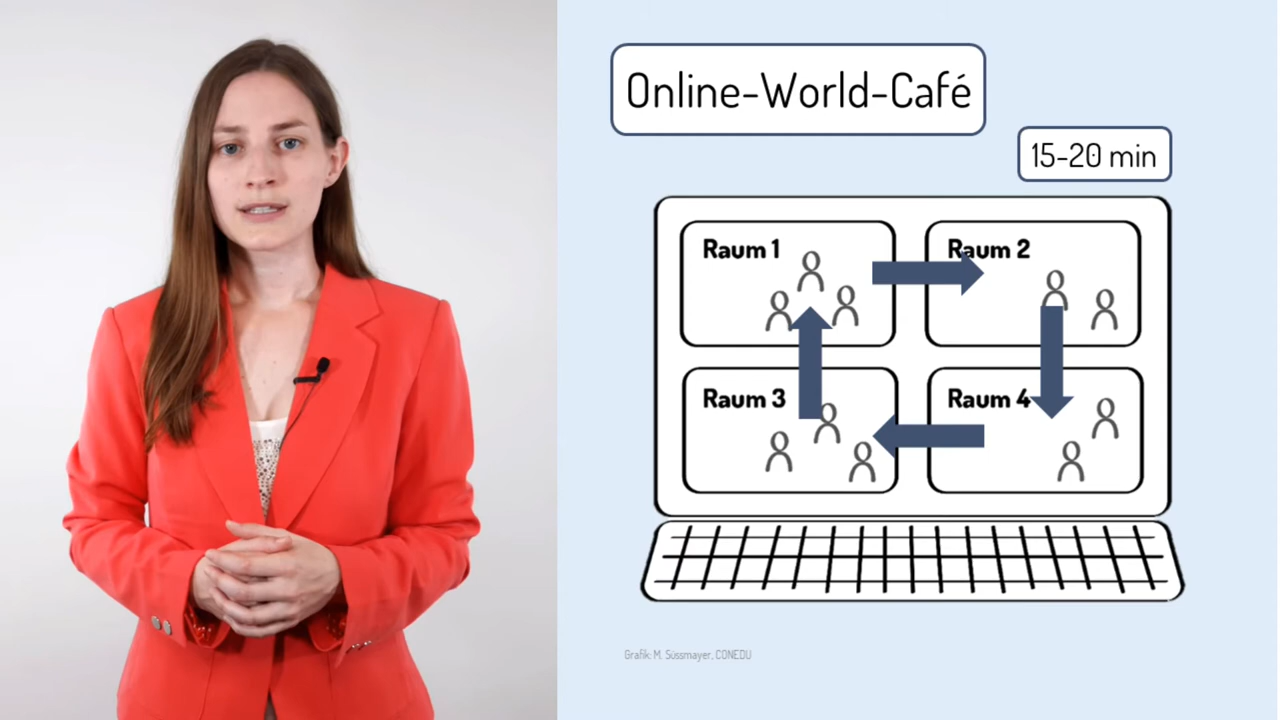 Online-World-Café
15-20 min
Raum 1
Raum 2
Raum 3
Raum 4
Grafik: M. Süssmayer, CONEDU